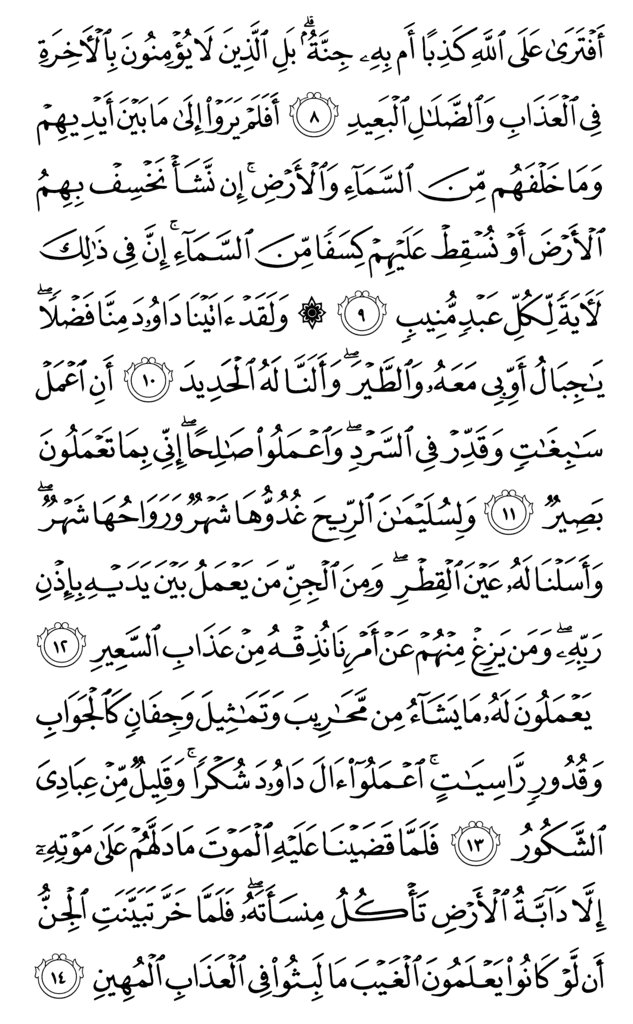 أَفۡتَرَىٰ عَلَى ٱللَّهِ كَذِبًا أَم بِهِۦ جِنَّةُۢۗ بَلِ ٱلَّذِينَ لَا يُؤۡمِنُونَ بِٱلۡأٓخِرَةِ
فِي ٱلۡعَذَابِ وَٱلضَّلَٰلِ ٱلۡبَعِيدِ ٨ أَفَلَمۡ يَرَوۡاْ إِلَىٰ مَا بَيۡنَ أَيۡدِيهِمۡ
وَمَا خَلۡفَهُم مِّنَ ٱلسَّمَآءِ وَٱلۡأَرۡضِۚ إِن نَّشَأۡ نَخۡسِفۡ بِهِمُ
ٱلۡأَرۡضَ أَوۡ نُسۡقِطۡ عَلَيۡهِمۡ كِسَفٗا مِّنَ ٱلسَّمَآءِۚ إِنَّ فِي ذَٰلِكَ
لَأٓيَةٗ لِّكُلِّ عَبۡدٖ مُّنِيبٖ ٩ ۞ وَلَقَدۡ ءَاتَيۡنَا دَاوُۥدَ مِنَّا فَضۡلٗاۖ
يَٰجِبَالُ أَوِّبِي مَعَهُۥ وَٱلطَّيۡرَۖ وَأَلَنَّا لَهُ ٱلۡحَدِيدَ ١٠ أَنِ ٱعۡمَلۡ
سَٰبِغَٰتٖ وَقَدِّرۡ فِي ٱلسَّرۡدِۖ وَٱعۡمَلُواْ صَٰلِحًاۖ إِنِّي بِمَا تَعۡمَلُونَ
بَصِيرٞ ١١ وَلِسُلَيۡمَٰنَ ٱلرِّيحَ غُدُوُّهَا شَهۡرٞ وَرَوَاحُهَا شَهۡرٞۖ
وَأَسَلۡنَا لَهُۥ عَيۡنَ ٱلۡقِطۡرِۖ وَمِنَ ٱلۡجِنِّ مَن يَعۡمَلُ بَيۡنَ يَدَيۡهِ بِإِذۡنِ
رَبِّهِۦۖ وَمَن يَزِغۡ مِنۡهُمۡ عَنۡ أَمۡرِنَا نُذِقۡهُ مِنۡ عَذَابِ ٱلسَّعِيرِ ١٢
يَعۡمَلُونَ لَهُۥ مَا يَشَآءُ مِن مَّحَٰرِيبَ وَتَمَٰثِيلَ وَجِفَانٖ كَٱلۡجَوَابِ
وَقُدُورٖ رَّاسِيَٰتٍۚ ٱعۡمَلُوٓاْ ءَالَ دَاوُۥدَ شُكۡرٗاۚ وَقَلِيلٞ مِّنۡ عِبَادِيَ
ٱلشَّكُورُ ١٣ فَلَمَّا قَضَيۡنَا عَلَيۡهِ ٱلۡمَوۡتَ مَا دَلَّهُمۡ عَلَىٰ مَوۡتِهِۦٓ
إِلَّا دَآبَّةُ ٱلۡأَرۡضِ تَأۡكُلُ مِنسَأَتَهُۥۖ فَلَمَّا خَرَّ تَبَيَّنَتِ ٱلۡجِنُّ
أَن لَّوۡ كَانُواْ يَعۡلَمُونَ ٱلۡغَيۡبَ مَا لَبِثُواْ فِي ٱلۡعَذَابِ ٱلۡمُهِينِ ١٤